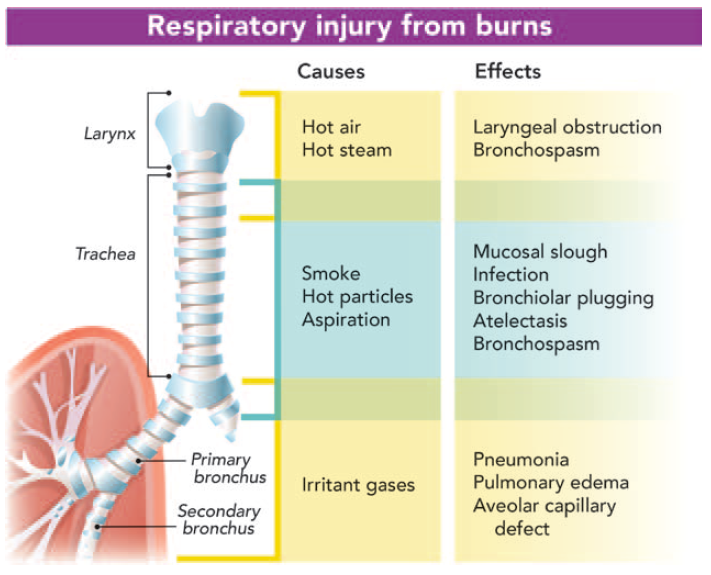 Respiratory injury from burns
Causes
Effects
Larynx
Hot air
Hot steam
Laryngeal obstruction
Bronchospasm
Trachea
Smoke
Hot particles
Aspiration
Mucosal slough
Infection
Bronchiolar plugging
Atelectasis
Bronchospasm
Primary
bronchus
Secondary
bronchus
Irritant gases
Pneumonia
Pulmonary edema
Aveolar capillary
defect